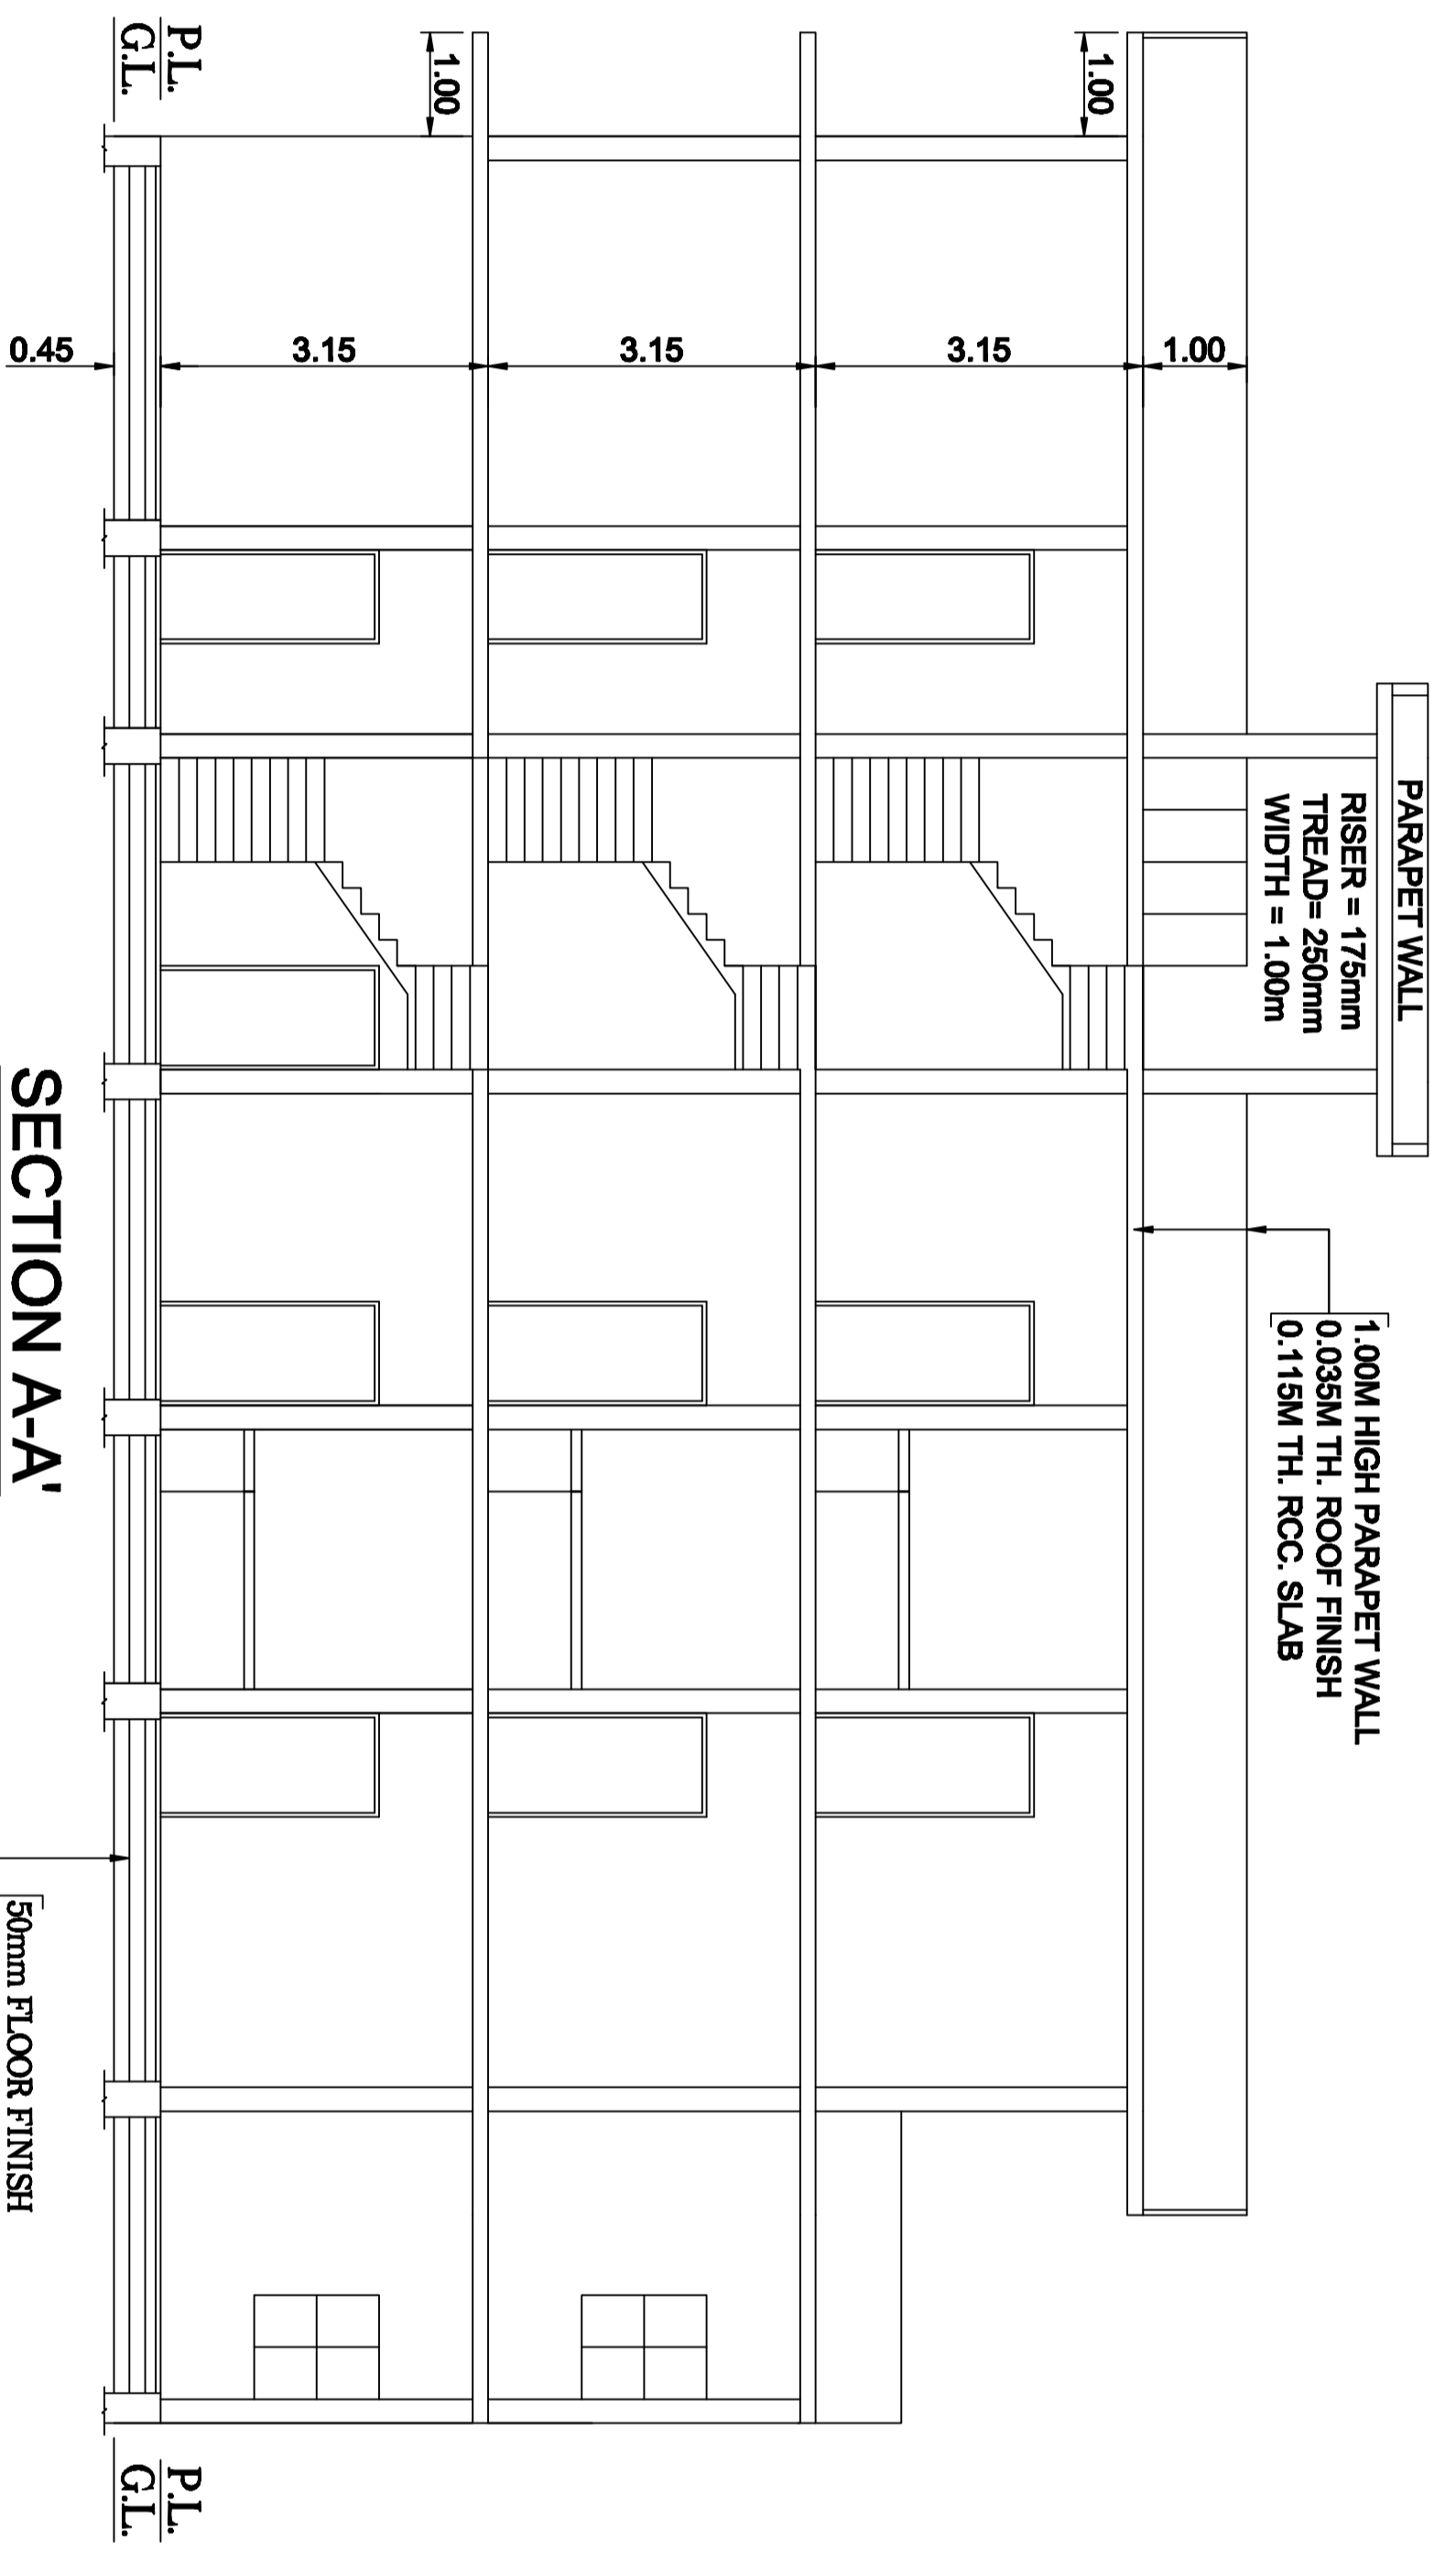 PARAPET WALL
RISER = 175mm
TREAD= 250mm
WIDTH = 1.00m
1.00M HIGH PARAPET WALL
0.035M TH. ROOF FINISH
0.115M TH. RCC. SLAB
1.00
1.00
3.15
3.15
1.00
3.15
0.45
P.L.
G.L.
P.L.
G.L.
SECTION A-A'
50mm FLOOR FINISH